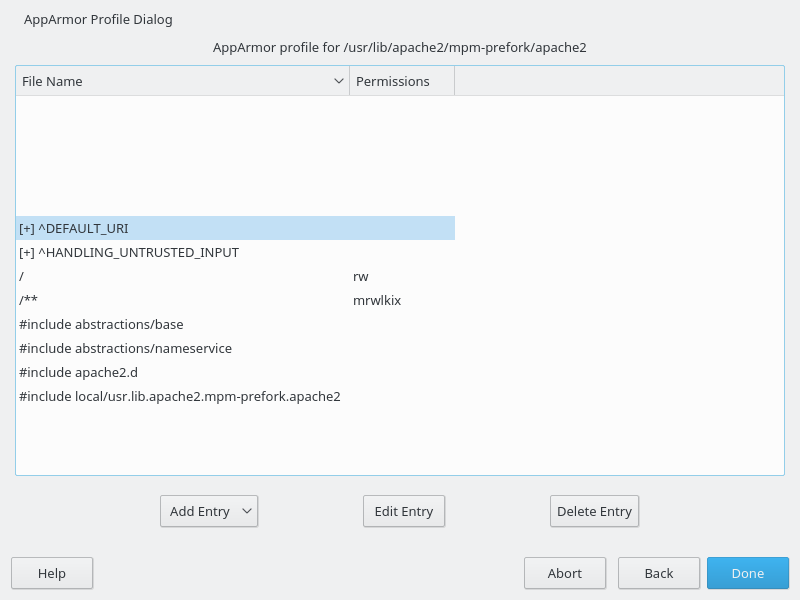 AppArmor Profile Dialog
AppArmor profile for /usr/lib/apache2/mpm-prefork/apache2
File Name Permissions
[+] ^DEFAULT_URI
[+] ^HANDLING_UNTRUSTED_INPUT
/ rw
/** mrwlkix
#include abstractions/base
#include abstractions/nameservice
#include apache2.d
#include local/usr.lib.apache2.mpm-prefork.apache2
Add Entry Edit Entry Delete Entry
Help Abort Back Done